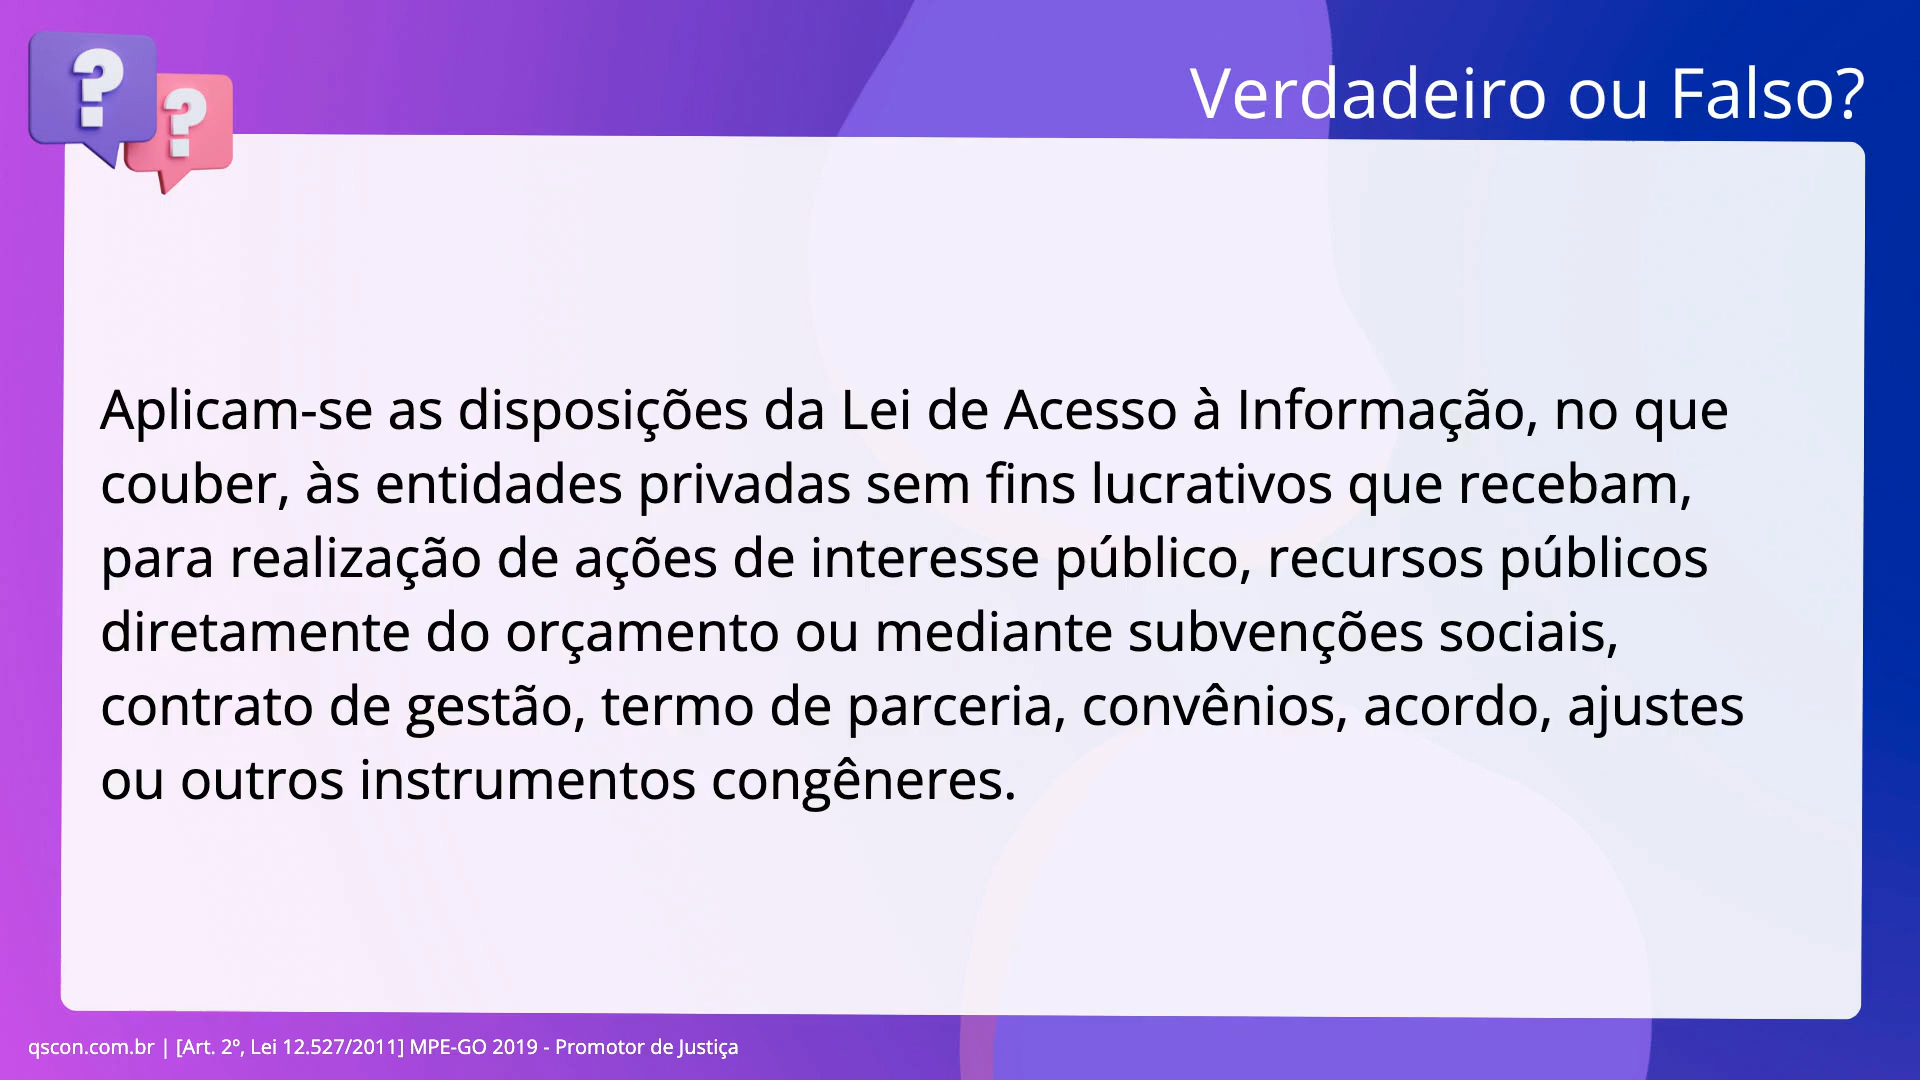 ? ?
Verdadeiro ou Falso?
Aplicam-se as disposições da Lei de Acesso à Informação, no que
couber, às entidades privadas sem fins lucrativos que recebam,
para realização de ações de interesse público, recursos públicos
diretamente do orçamento ou mediante subvenções sociais,
contrato de gestão, termo de parceria, convênios, acordo, ajustes
ou outros instrumentos congêneres.
qscon.com.br | [Art. 2º, Lei 12.527/2011] MPE-GO 2019 - Promotor de Justiça